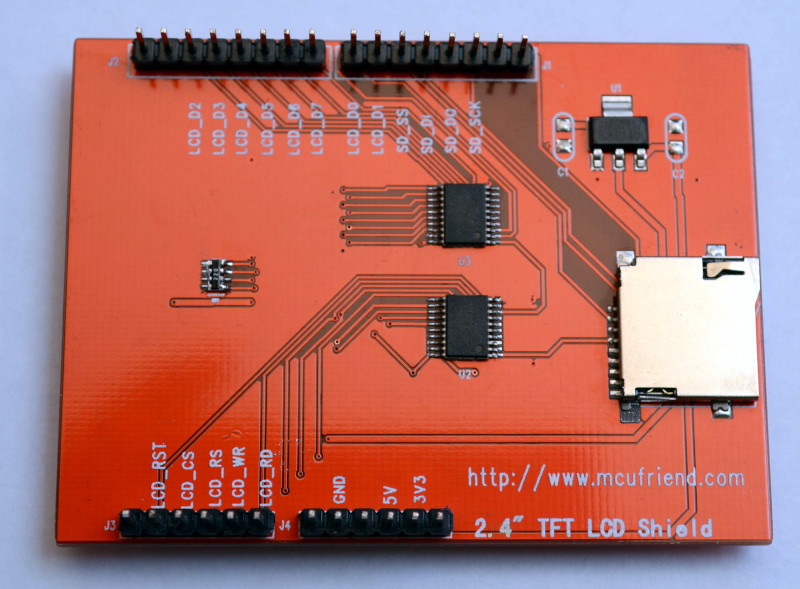 J2
J1
LCD_D2
LCD_D3
LCD_D4
LCD_D5
LCD_D6
LCD_D7
LCD_D0
LCD_D1
SD_SS
SD_DI
SD_DO
SD_SCK
U1
C1
C2
U3
U2
LCD_RST
LCD_CS
LCD_RS
LCD_WR
LCD_RD
GND
5V
3V3
http://www.mcufriend.com
J3
J4
2.4" TFT LCD Shield